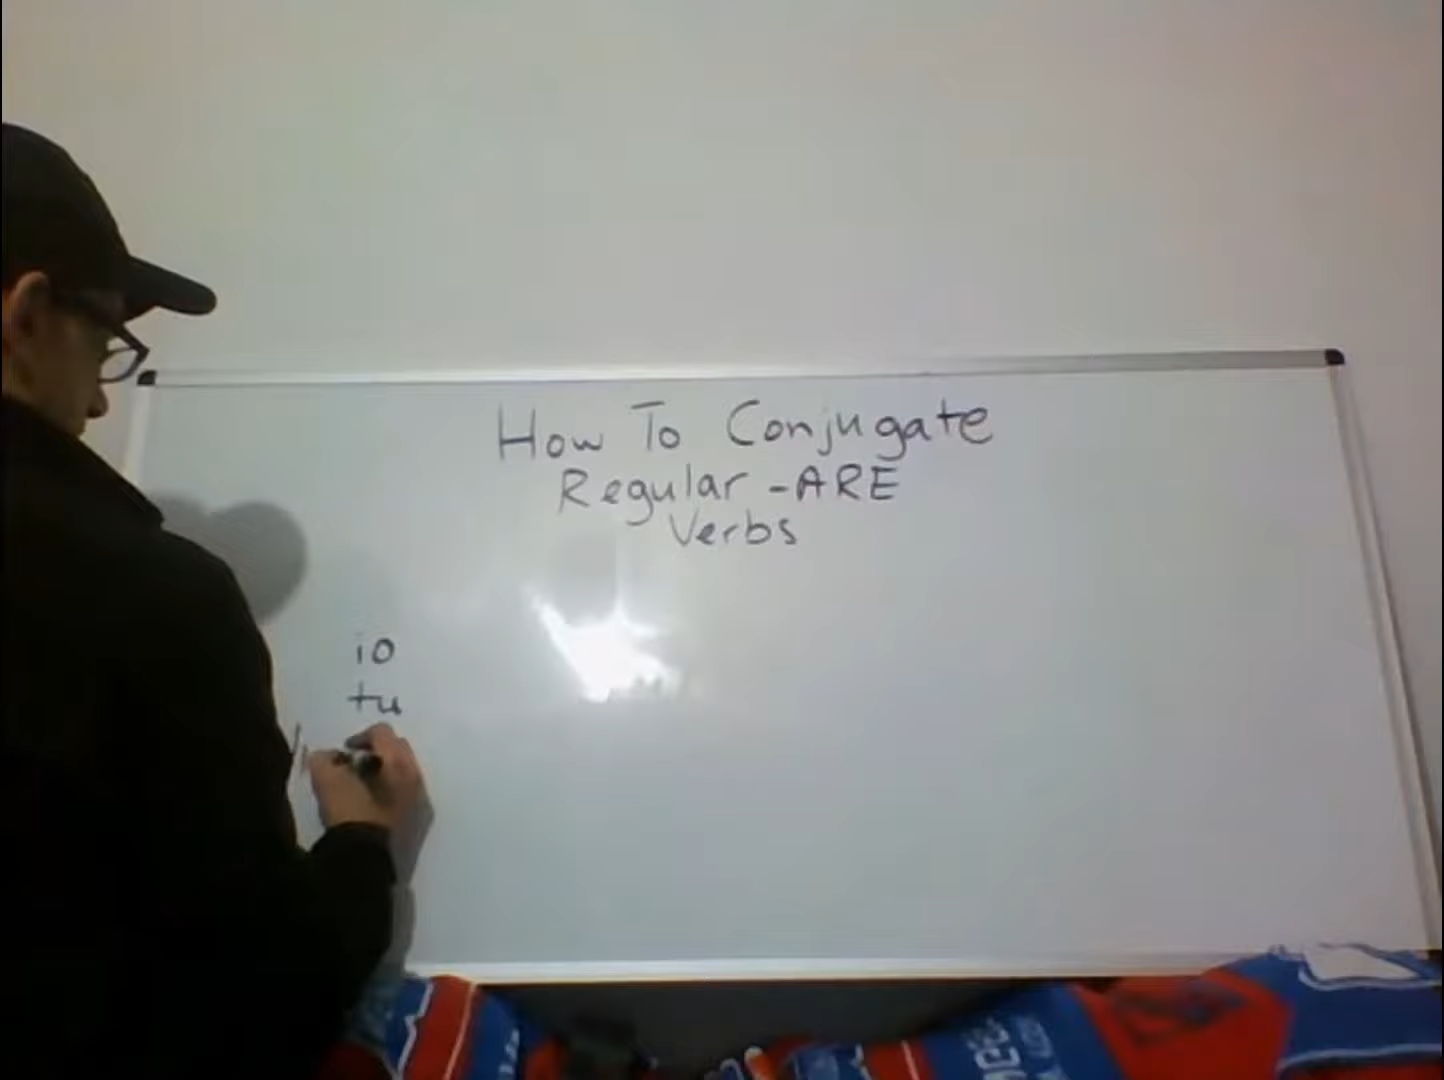 How To Conjugate
Regular -ARE
Verbs
io
tu